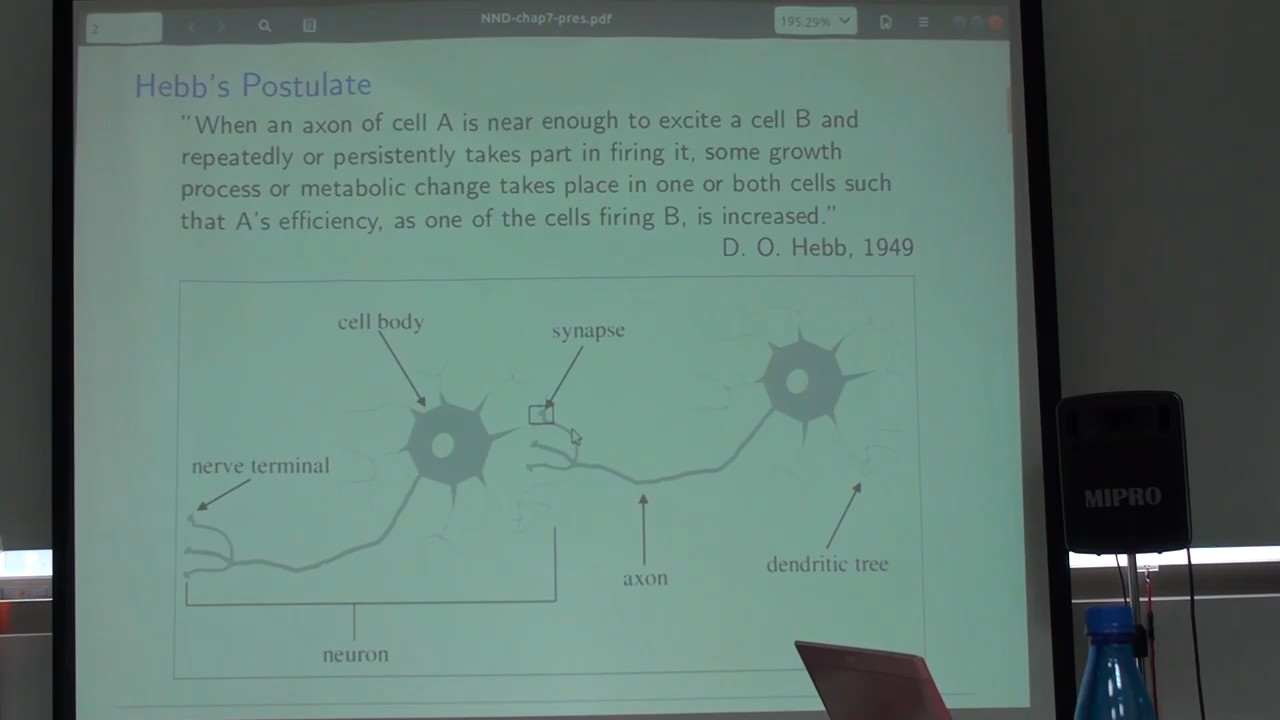 2
NND-chap7-pres.pdf
195.29%
Hebb's Postulate
"When an axon of cell A is near enough to excite a cell B and
repeatedly or persistently takes part in firing it, some growth
process or metabolic change takes place in one or both cells such
that A's efficiency, as one of the cells firing B, is increased."
D. O. Hebb, 1949
cell body
synapse
nerve terminal
axon
dendritic tree
neuron
MIPRO